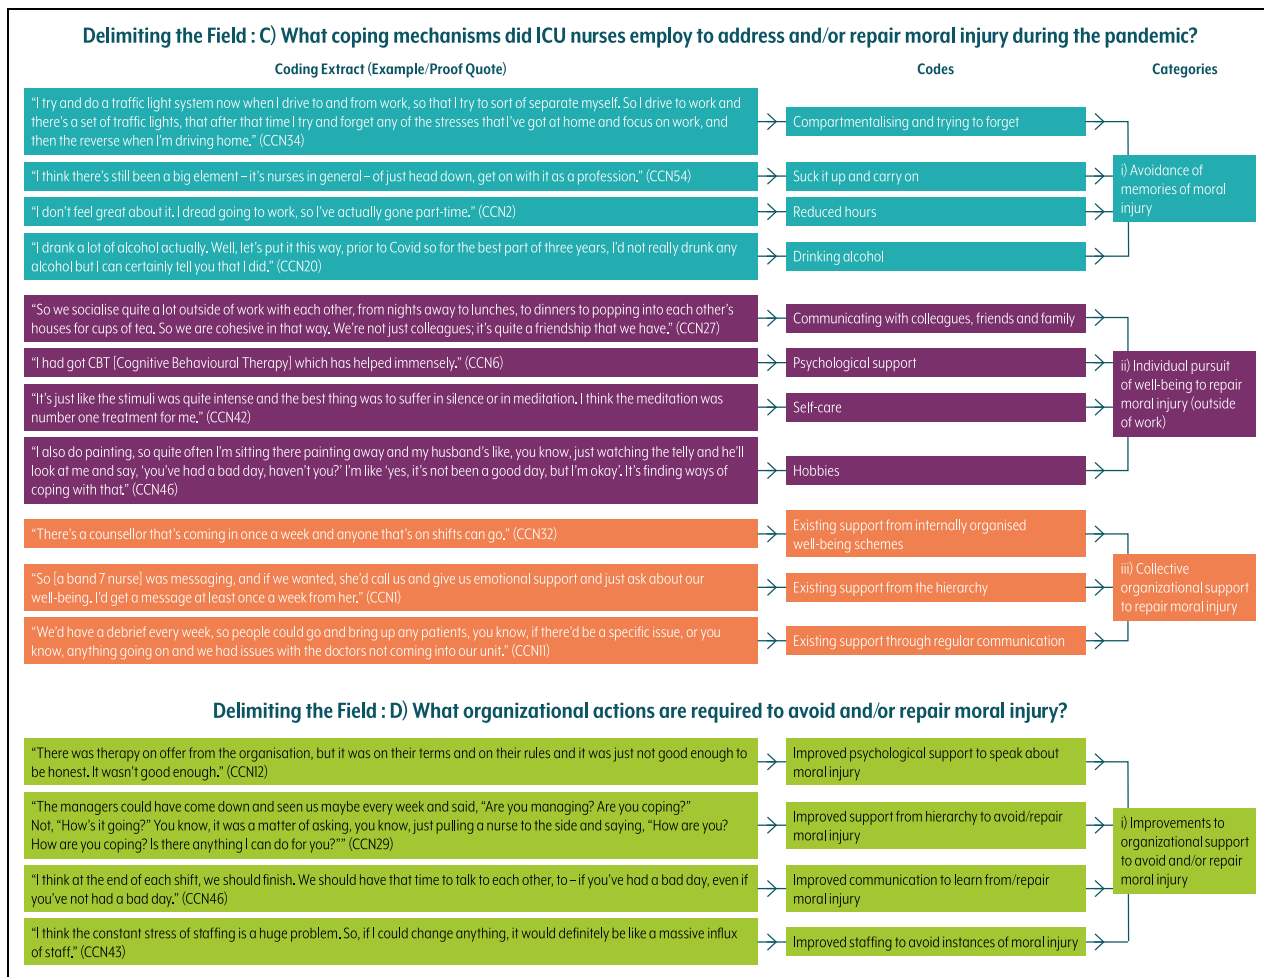 Delimiting the Field : C) What coping mechanisms did ICU nurses employ to address and/or repair moral injury during the pandemic?
Coding Extract (Example/Proof Quote)
Codes
Categories
“I try and do a traffic light system now when I drive to and from work, so that I try to sort of separate myself. So I drive to work and
there’s a set of traffic lights, that after that time I try and forget any of the stresses that I’ve got at home and focus on work, and
then the reverse when I’m driving home.” (CCN34)
Compartmentalising and trying to forget
“I think there’s still been a big element – it’s nurses in general – of just head down, get on with it as a profession.” (CCN54)
Suck it up and carry on
“I don’t feel great about it. I dread going to work, so I’ve actually gone part-time.” (CCN2)
Reduced hours
“I drank a lot of alcohol actually. Well, let’s put it this way, prior to Covid so for the best part of three years, I’d not really drunk any
alcohol but I can certainly tell you that I did.” (CCN20)
Drinking alcohol
i) Avoidance of
memories of moral
injury
“So we socialise quite a lot outside of work with each other, from nights away to lunches, to dinners to popping into each other’s
houses for cups of tea. So we are cohesive in that way. We’re not just colleagues; it’s quite a friendship that we have.” (CCN27)
Communicating with colleagues, friends and family
“I had got CBT [Cognitive Behavioural Therapy] which has helped immensely.” (CCN6)
Psychological support
“It’s just like the stimuli was quite intense and the best thing was to suffer in silence or in meditation. I think the meditation was
number one treatment for me.” (CCN42)
Self-care
“I also do painting, so quite often I’m sitting there painting away and my husband’s like, you know, just watching the telly and he’ll
look at me and say, ‘you’ve had a bad day, haven’t you?’ I’m like ‘yes, it’s not been a good day, but I’m okay’. It’s finding ways of
coping with that.” (CCN46)
Hobbies
ii) Individual pursuit
of well-being to repair
moral injury (outside
of work)
“There’s a counsellor that’s coming in once a week and anyone that’s on shifts can go.” (CCN32)
Existing support from internally organised
well-being schemes
“So [a band 7 nurse] was messaging, and if we wanted, she’d call us and give us emotional support and just ask about our
well-being. I’d get a message at least once a week from her.” (CCN1)
Existing support from the hierarchy
“We’d have a debrief every week, so people could go and bring up any patients, you know, if there’d be a specific issue, or you
know, anything going on and we had issues with the doctors not coming into our unit.” (CCN11)
Existing support through regular communication
iii) Collective
organizational support
to repair moral injury
Delimiting the Field : D) What organizational actions are required to avoid and/or repair moral injury?
“There was therapy on offer from the organisation, but it was on their terms and on their rules and it was just not good enough to
be honest. It wasn’t good enough.” (CCN12)
Improved psychological support to speak about
moral injury
“The managers could have come down and seen us maybe every week and said, “Are you managing? Are you coping?”
Not, “How’s it going?” You know, it was a matter of asking, you know, just pulling a nurse to the side and saying, “How are you?
How are you coping? Is there anything I can do for you?”” (CCN29)
Improved support from hierarchy to avoid/repair
moral injury
“I think at the end of each shift, we should finish. We should have that time to talk to each other, to – if you’ve had a bad day, even if
you’ve not had a bad day.” (CCN46)
Improved communication to learn from/repair
moral injury
“I think the constant stress of staffing is a huge problem. So, if I could change anything, it would definitely be like a massive influx
of staff.” (CCN43)
Improved staffing to avoid instances of moral injury
i) Improvements to
organizational support
to avoid and/or repair
moral injury